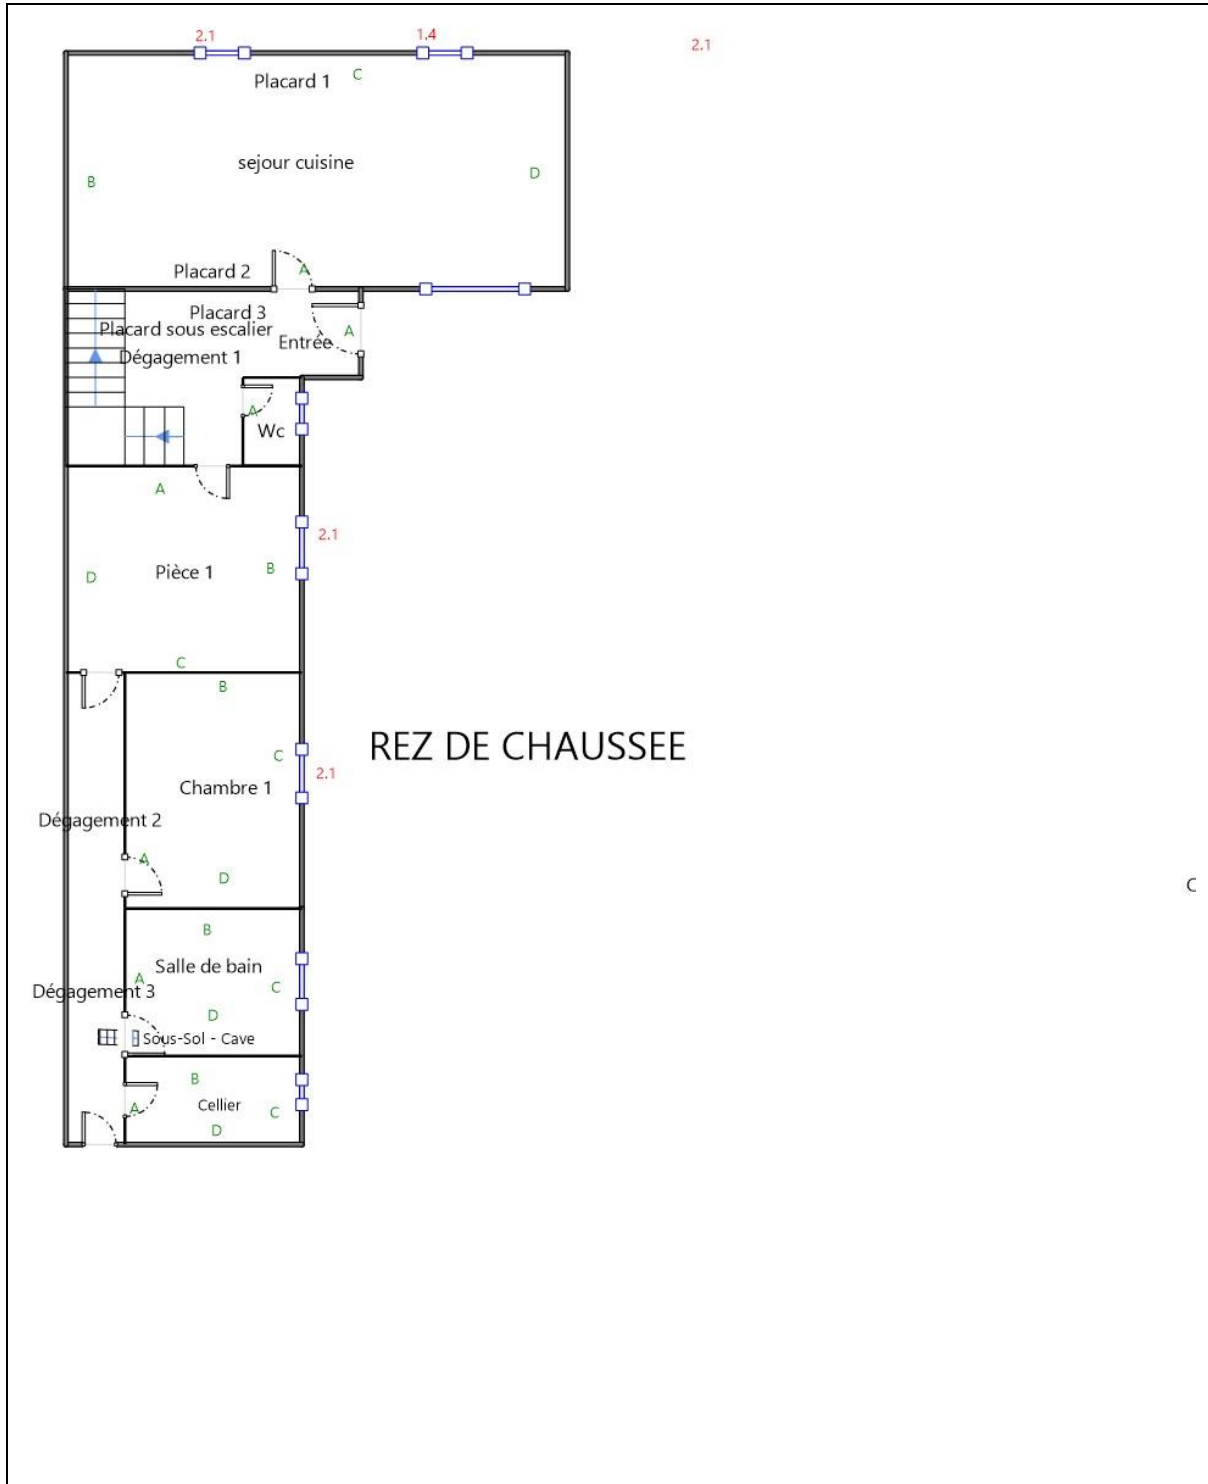 2.1
1.4
2.1
Placard 1
C
sejour cuisine
B
D
Placard 2
A
Placard 3
Placard sous escalier
A
Entrée
Dégagement 1
A
Wc
A
2.1
D
Pièce 1
B
C
B
REZ DE CHAUSSEE
C
2.1
Chambre 1
Dégagement 2
A
D
C
B
Salle de bain
A
C
Dégagement 3
D
Sous-Sol - Cave
B
A
Cellier
C
D